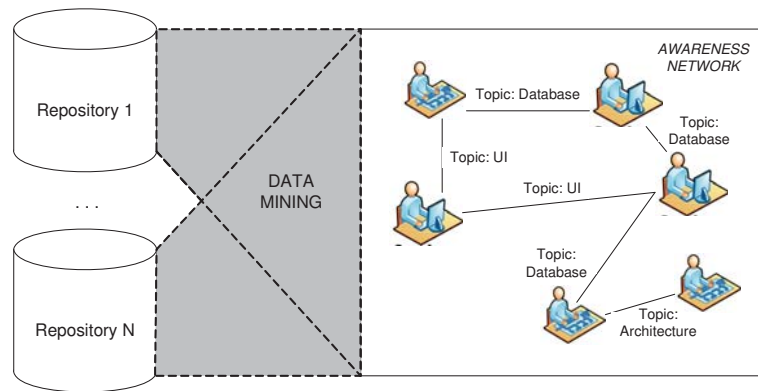 Repository 1
. . .
Repository N
DATA
MINING
AWARENESS
NETWORK
Topic: Database
Topic:
Database
Topic: UI
Topic: UI
Topic:
Database
Topic:
Architecture